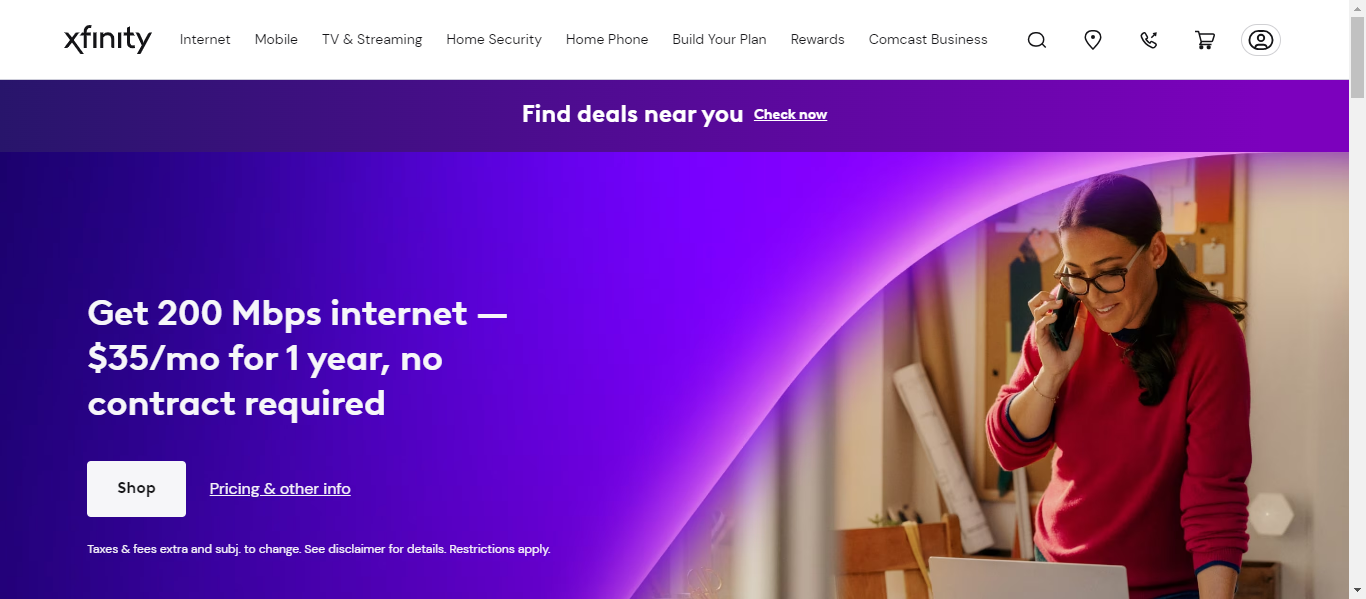 xfinity Internet Mobile TV & Streaming Home Security Home Phone Build Your Plan Rewards Comcast Business
Find deals near you Check now
Get 200 Mbps internet —
$35/mo for 1 year, no
contract required
Shop Pricing & other info
Taxes & fees extra and subj. to change. See disclaimer for details. Restrictions apply.